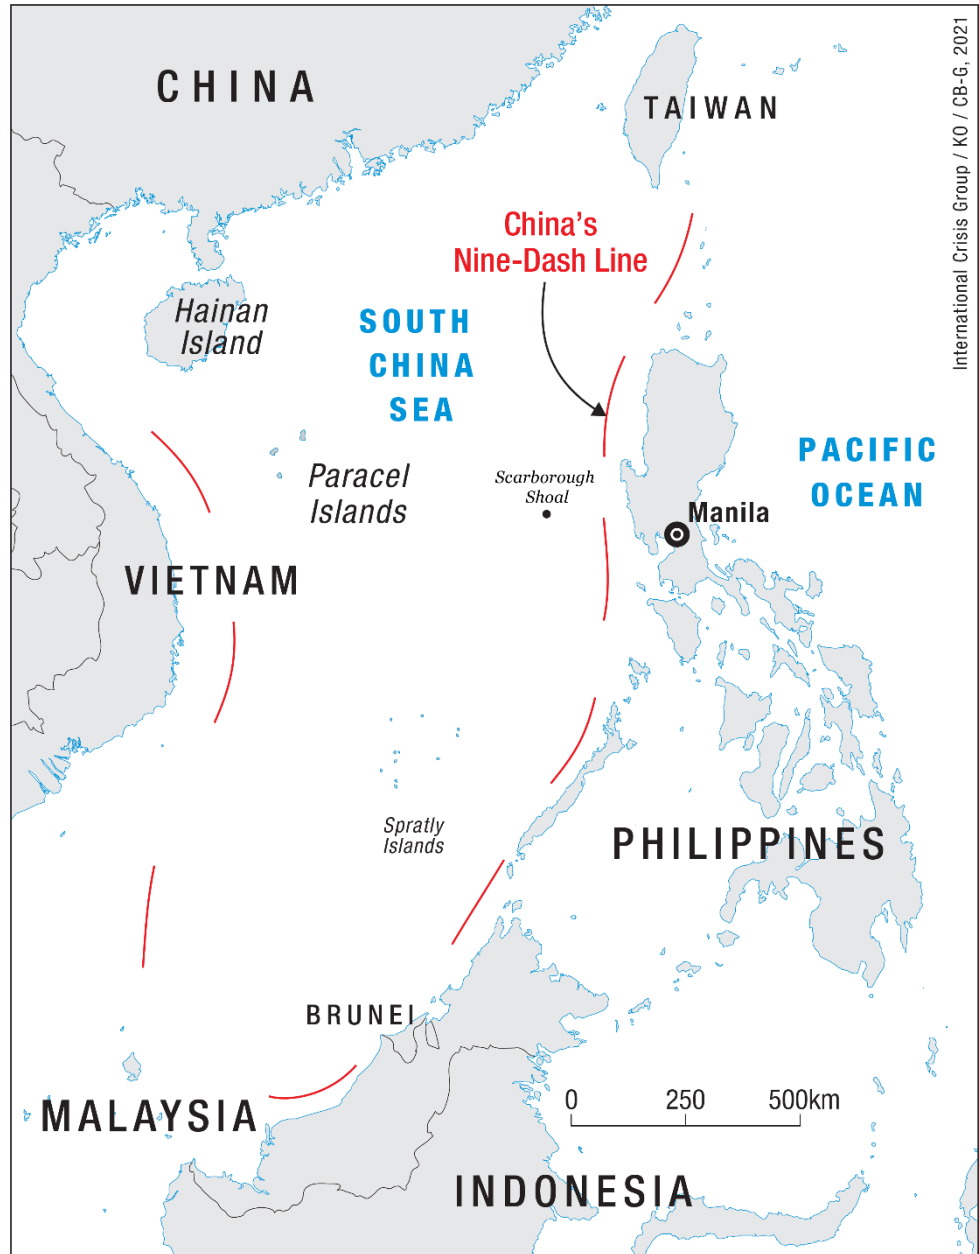 CHINA
TAIWAN
International Crisis Group / KO / CB-G, 2021
China's
Nine-Dash Line
Hainan
Island
SOUTH
CHINA
SEA
Paracel
Islands
Scarborough
Shoal
PACIFIC
OCEAN
Manila
VIETNAM
Spratly
Islands
PHILIPPINES
BRUNEI
0 250 500km
MALAYSIA
INDONESIA